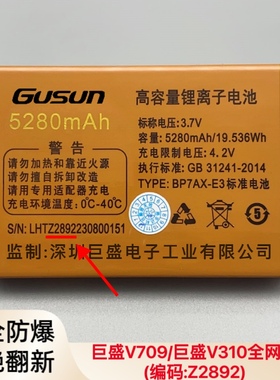 GUSUN
高容量锂离子电池
5280mAh
标称电压: 3.7V
容量: 5280mAh/19.536Wh
充电限制电压: 4.2V
执行标准: GB 31241-2014
TYPE: BP7AX-E3标准电池
警告
请勿加热和靠近火源
请勿擅自拆卸改装
请用专用适配器充电
充电环境温度: 0℃-40℃
S/N: LHTZ2892230800151
监制: 深圳巨盛电子工业有限公司
全防爆
绝翻新
巨盛V709/巨盛V310全网
(编码:Z2892)